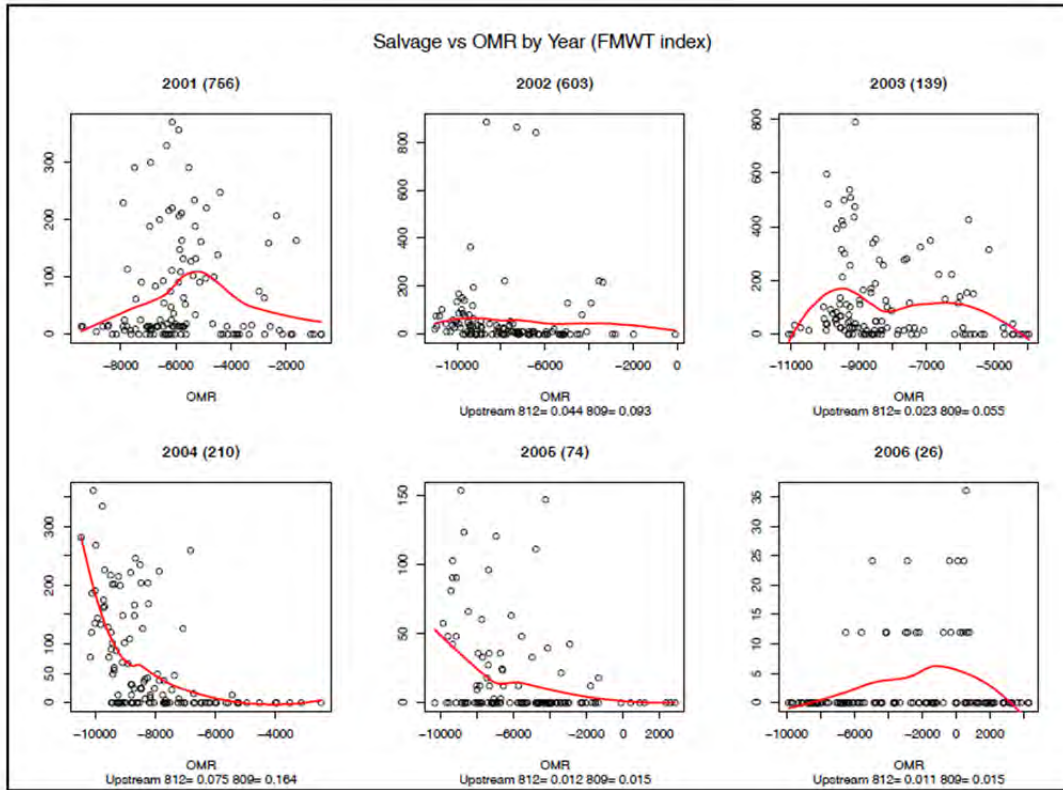 Salvage vs OMR by Year (FMWT index)
2001 (756)
2002 (603)
2003 (139)
300
200
100
0
−8000 −6000 −4000 −2000
OMR
800
600
400
200
0
−10000 −8000 −6000 −4000 −2000 0
OMR
Upstream 812= 0.044 809= 0.093
800
600
400
200
0
−11000 −9000 −7000 −5000
OMR
Upstream 812= 0.023 809= 0.055
2004 (210)
2005 (74)
2006 (26)
300
200
100
50
0
−10000 −8000 −6000 −4000
OMR
Upstream 812= 0.075 809= 0.164
150
100
50
0
−10000 −6000 −2000 0 2000
OMR
Upstream 812= 0.012 809= 0.015
35
30
25
20
15
10
5
0
−10000 −6000 −2000 0 2000
OMR
Upstream 812= 0.011 809= 0.015